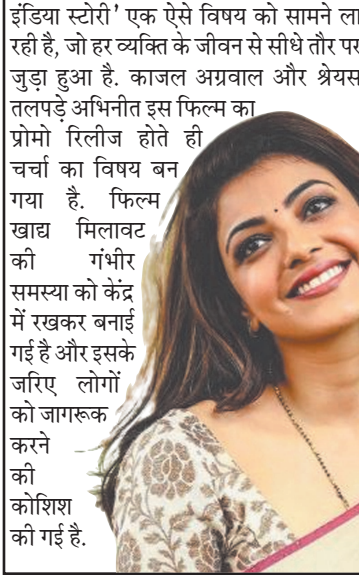 इंडिया स्टोरी’ एक ऐसे विषय को सामने ला
रही है, जो हर व्यक्ति के जीवन से सीधे तौर पर
जुड़ा हुआ है. काजल अग्रवाल और श्रेयस
तलपड़े अभिनीत इस फिल्म का
प्रोमो रिलीज होते ही
चर्चा का विषय बन
गया है. फिल्म
खाद्य मिलावट
की गंभीर
समस्या को केंद्र
में रखकर बनाई
गई है और इसके
जरिए लोगों
को जागरूक
करने
की
कोशिश
की गई है.